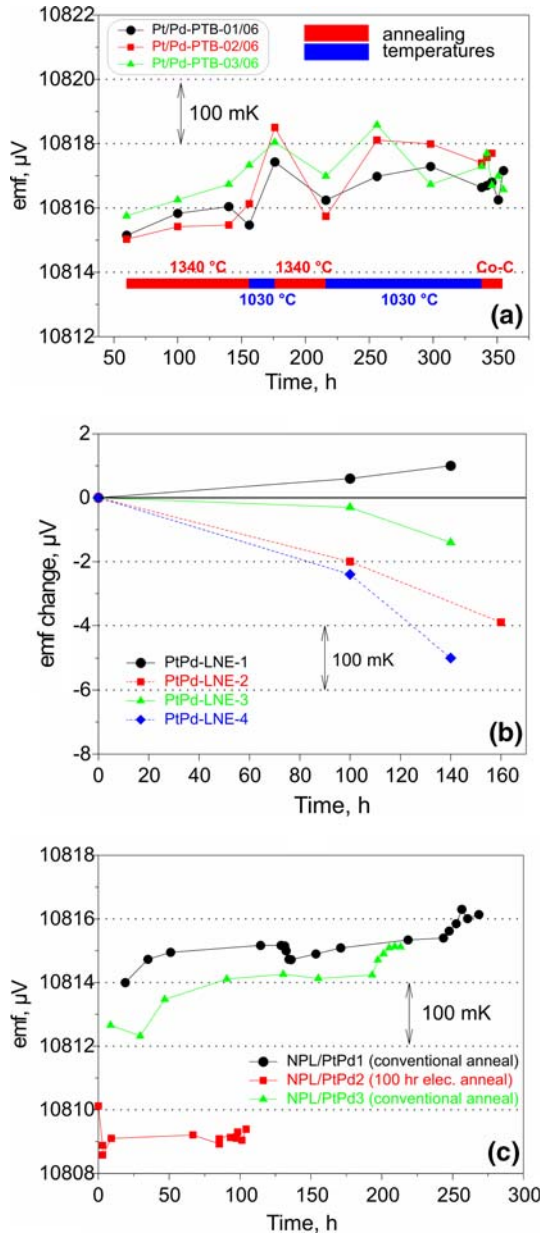 Pt/Pd-PTB-01/06
Pt/Pd-PTB-02/06
Pt/Pd-PTB-03/06
annealing
temperatures
100 mK
emf, µV
10822
10820
10818
10816
10814
10812
1340 °C
1340 °C
Co-C
1030 °C
1030 °C
(a)
50 100 150 200 250 300 350 400
Time, h
emf change, µV
2
0
-2
-4
-6
-8
100 mK
PtPd-LNE-1
PtPd-LNE-2
PtPd-LNE-3
PtPd-LNE-4
(b)
0 20 40 60 80 100 120 140 160
Time, h
emf, µV
10818
10816
10814
10812
10810
10808
100 mK
NPL/PtPd1 (conventional anneal)
NPL/PtPd2 (100 hr elec. anneal)
NPL/PtPd3 (conventional anneal)
(c)
0 50 100 150 200 250 300
Time, h